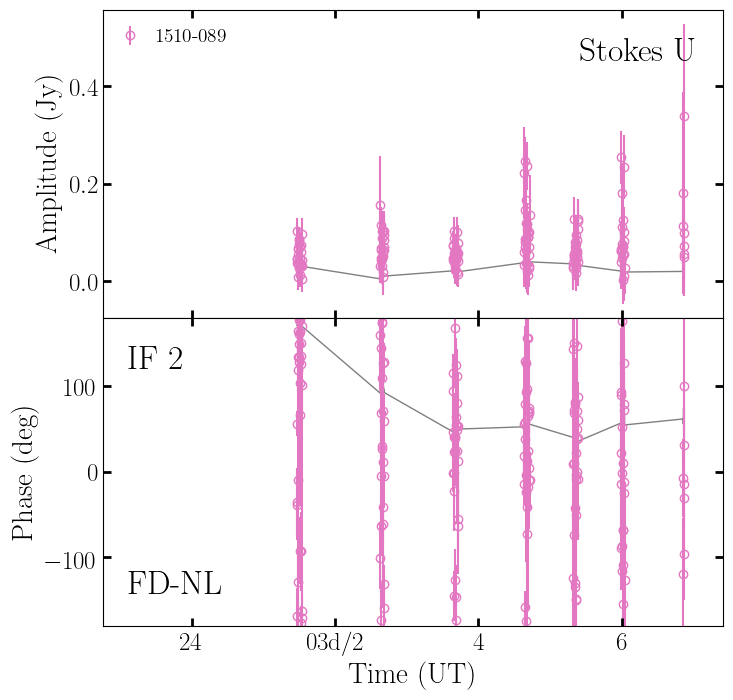 1510-089
Stokes U
Amplitude (Jy)
0.4
0.2
0.0
IF 2
Phase (deg)
100
0
−100
FD-NL
24
03d/2
4
6
Time (UT)